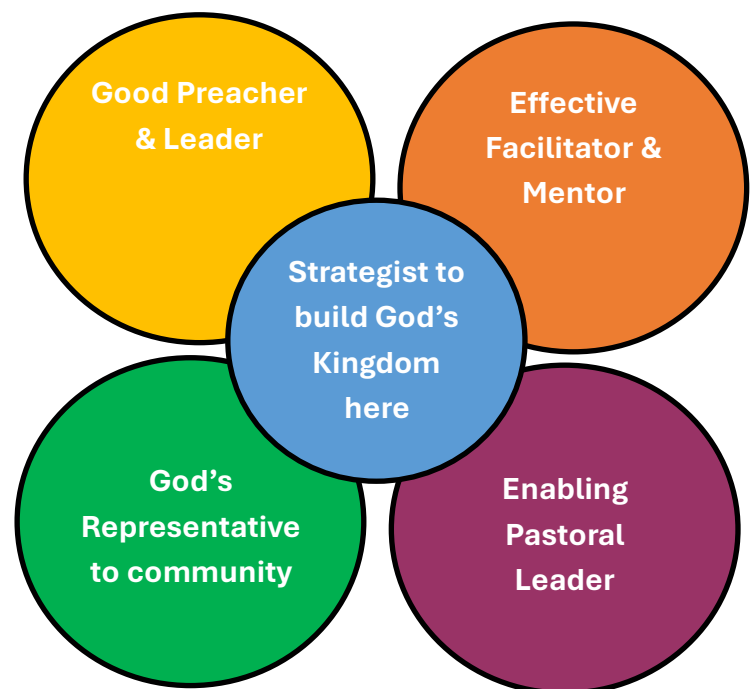 Good Preacher
& Leader
Effective
Facilitator &
Mentor
Strategist to
build God’s
Kingdom
here
God’s
Representative
to community
Enabling
Pastoral
Leader